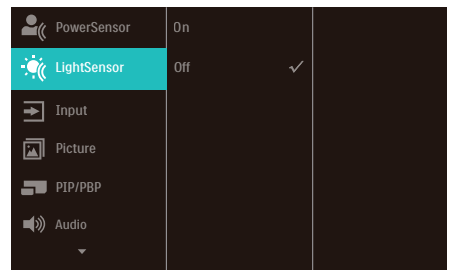 PowerSensor
On
LightSensor
Off
Input
Picture
PIP/PBP
Audio